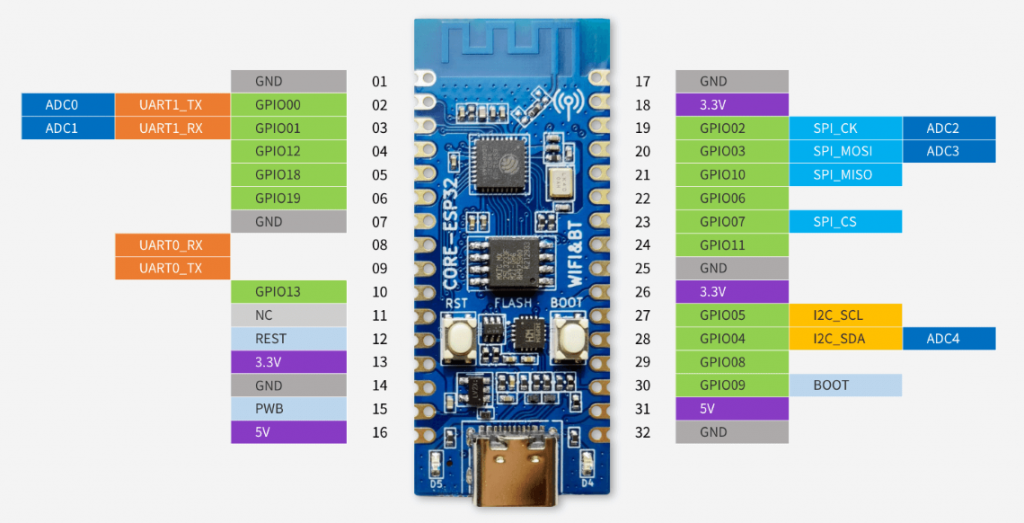 GND 01
ADC0 UART1_TX GPIO00 02
ADC1 UART1_RX GPIO01 03
GPIO12 04
GPIO18 05
GPIO19 06
GND 07
UART0_RX 08
UART0_TX 09
GPIO13 10
NC 11
REST 12
3.3V 13
GND 14
PWB 15
5V 16
CORE-ESP32
WIFI&BT
RST FLASH BOOT
D5 D4
17 GND
18 3.3V
19 GPIO02 SPI_CK ADC2
20 GPIO03 SPI_MOSI ADC3
21 GPIO10 SPI_MISO
22 GPIO06
23 GPIO07 SPI_CS
24 GPIO11
25 GND
26 3.3V
27 GPIO05 I2C_SCL
28 GPIO04 I2C_SDA ADC4
29 GPIO08
30 GPIO09 BOOT
31 5V
32 GND